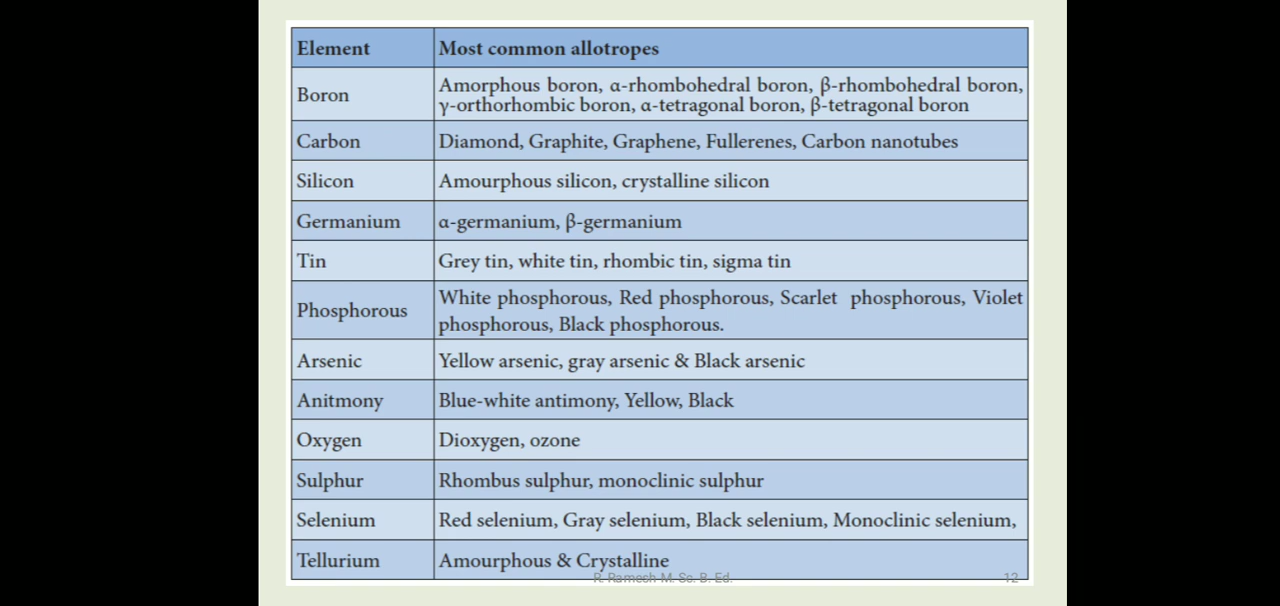 Element Most common allotropes
Boron Amorphous boron, α-rhombohedral boron, β-rhombohedral boron,
γ-orthorhombic boron, α-tetragonal boron, β-tetragonal boron
Carbon Diamond, Graphite, Graphene, Fullerenes, Carbon nanotubes
Silicon Amourphous silicon, crystalline silicon
Germanium α-germanium, β-germanium
Tin Grey tin, white tin, rhombic tin, sigma tin
Phosphorous White phosphorous, Red phosphorous, Scarlet phosphorous, Violet
phosphorous, Black phosphorous.
Arsenic Yellow arsenic, gray arsenic & Black arsenic
Anitmony Blue-white antimony, Yellow, Black
Oxygen Dioxygen, ozone
Sulphur Rhombus sulphur, monoclinic sulphur
Selenium Red selenium, Gray selenium, Black selenium, Monoclinic selenium,
Tellurium Amourphous & Crystalline
R. Ramesh M. Sc. B. Ed. 12